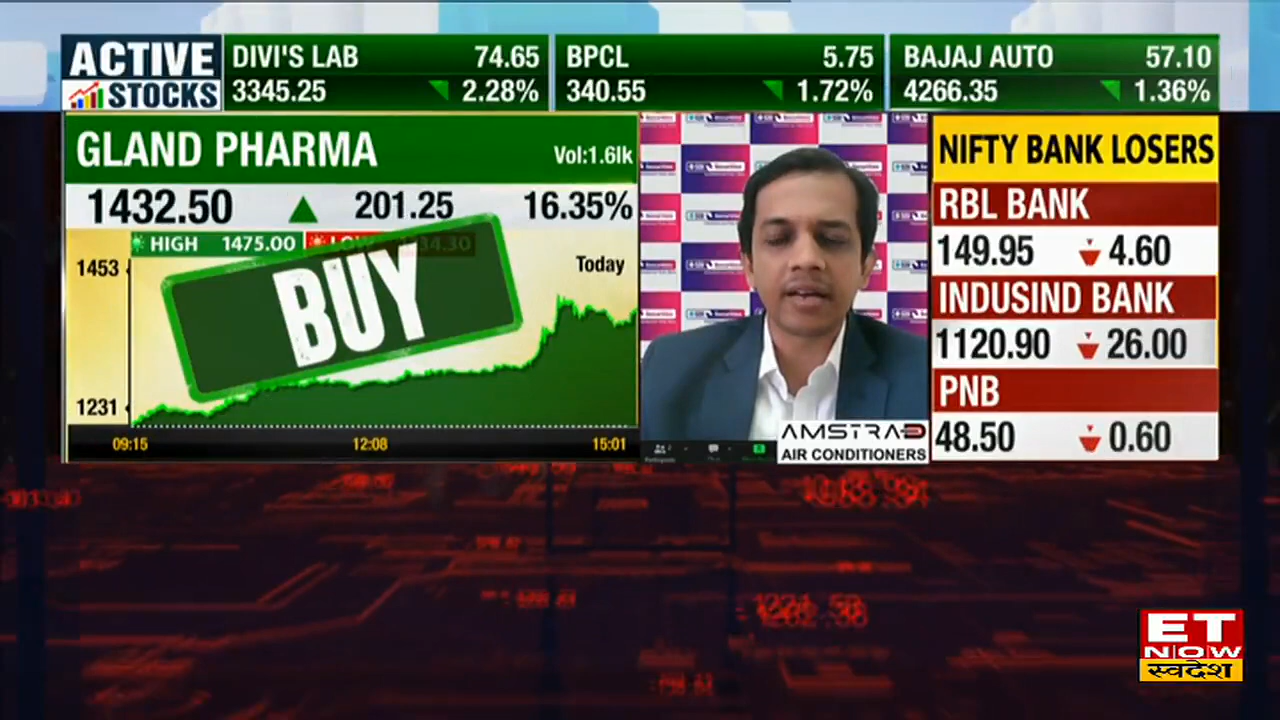 ACTIVE STOCKS
DIVI'S LAB 74.65
3345.25 2.28%
BPCL 5.75
340.55 1.72%
BAJAJ AUTO 57.10
4266.35 1.36%
GLAND PHARMA Vol:1.6lk
1432.50 201.25 16.35%
HIGH 1475.00
1453
Today
BUY
1231
09:15 12:08 15:01
AMSTRAD
AIR CONDITIONERS
NIFTY BANK LOSERS
RBL BANK
149.95 4.60
INDUSIND BANK
1120.90 26.00
PNB
48.50 0.60
ET
NOW
स्वदेश